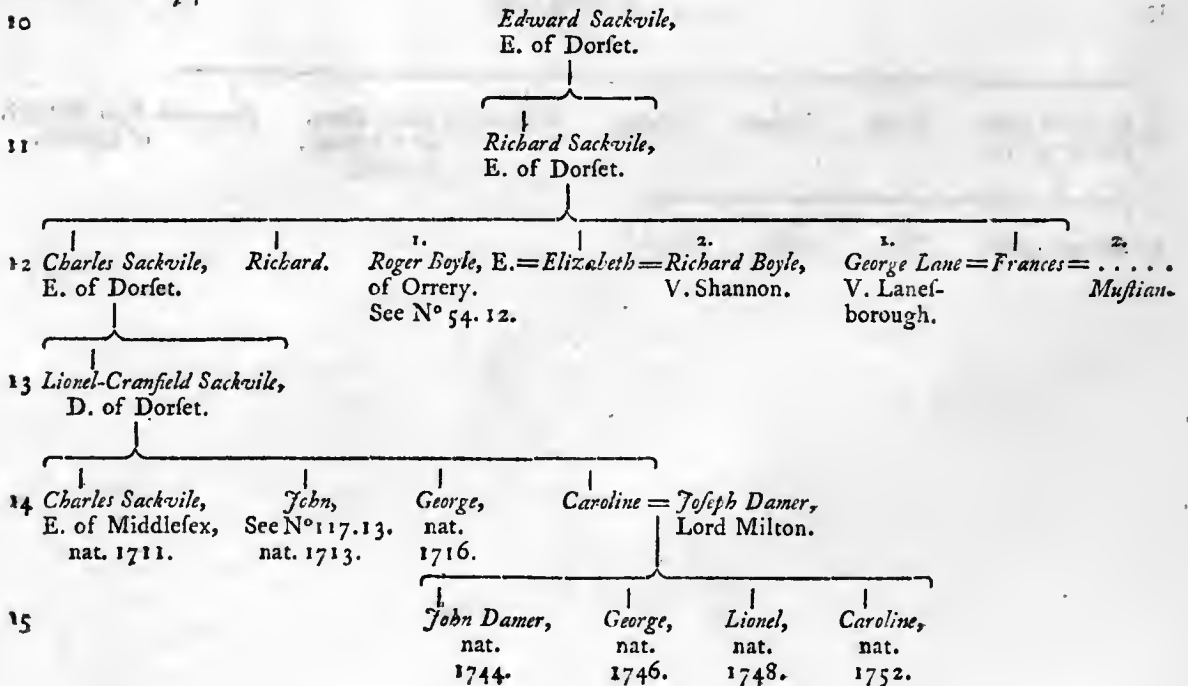 10 Edward Sackvile,
E. of Dorſet.
11 Richard Sackvile,
E. of Dorſet.
1. 2. 1. 2.
12 Charles Sackvile, Richard. Roger Boyle, E. = Elizabeth = Richard Boyle, George Lane = Frances = . . . . .
E. of Dorſet. of Orrery. V. Shannon. V. Laneſ- Muſtian.
See Nº 54. 12. borough.
13 Lionel-Cranfield Sackvile,
D. of Dorſet.
14 Charles Sackvile, John, George, Caroline = Joſeph Damer,
E. of Middleſex, See Nº 117. 13. nat. Lord Milton.
nat. 1711. nat. 1713. 1716.
15 John Damer, George, Lionel, Caroline,
nat. nat. nat. nat.
1744. 1746. 1748. 1752.